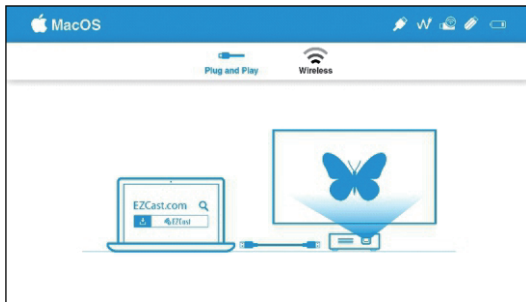 MacOS
Plug and Play
Wireless
EZCast.com
EZCast